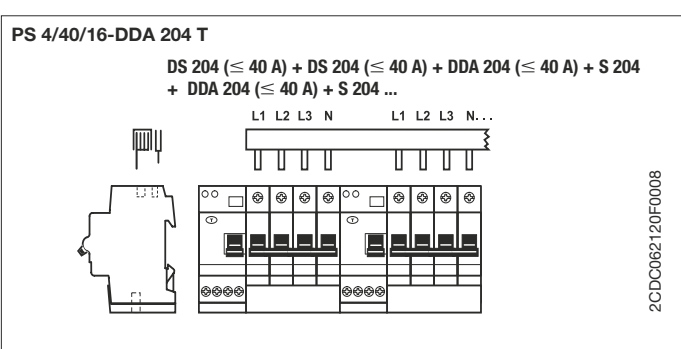 PS 4/40/16-DDA 204 T
DS 204 (≤ 40 A) + DS 204 (≤ 40 A) + DDA 204 (≤ 40 A) + S 204
+ DDA 204 (≤ 40 A) + S 204 ...
L1 L2 L3 N L1 L2 L3 N...
T T
2CDC062120F0008